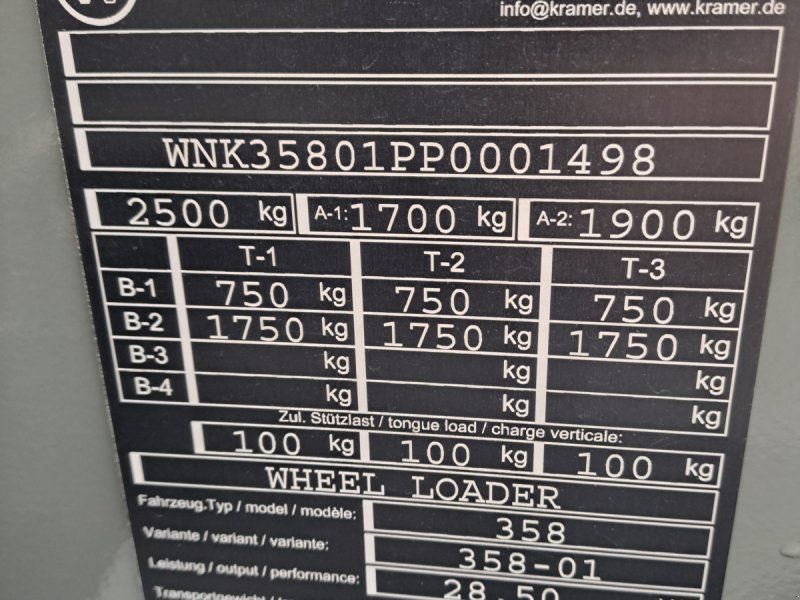 info@kramer.de, www.kramer.de
WNK35801PP0001498
2500 kg A-1: 1700 kg A-2: 1900 kg
T-1 T-2 T-3
B-1 750 kg 750 kg 750 kg
B-2 1750 kg 1750 kg 1750 kg
B-3 kg kg kg
B-4 kg kg kg
Zul. Stützlast / tongue load / charge verticale:
100 kg 100 kg 100 kg
WHEEL LOADER
Fahrzeug.Typ / model / modèle: 358
Variante / variant / variante: 358-01
Leistung / output / performance: 28.50